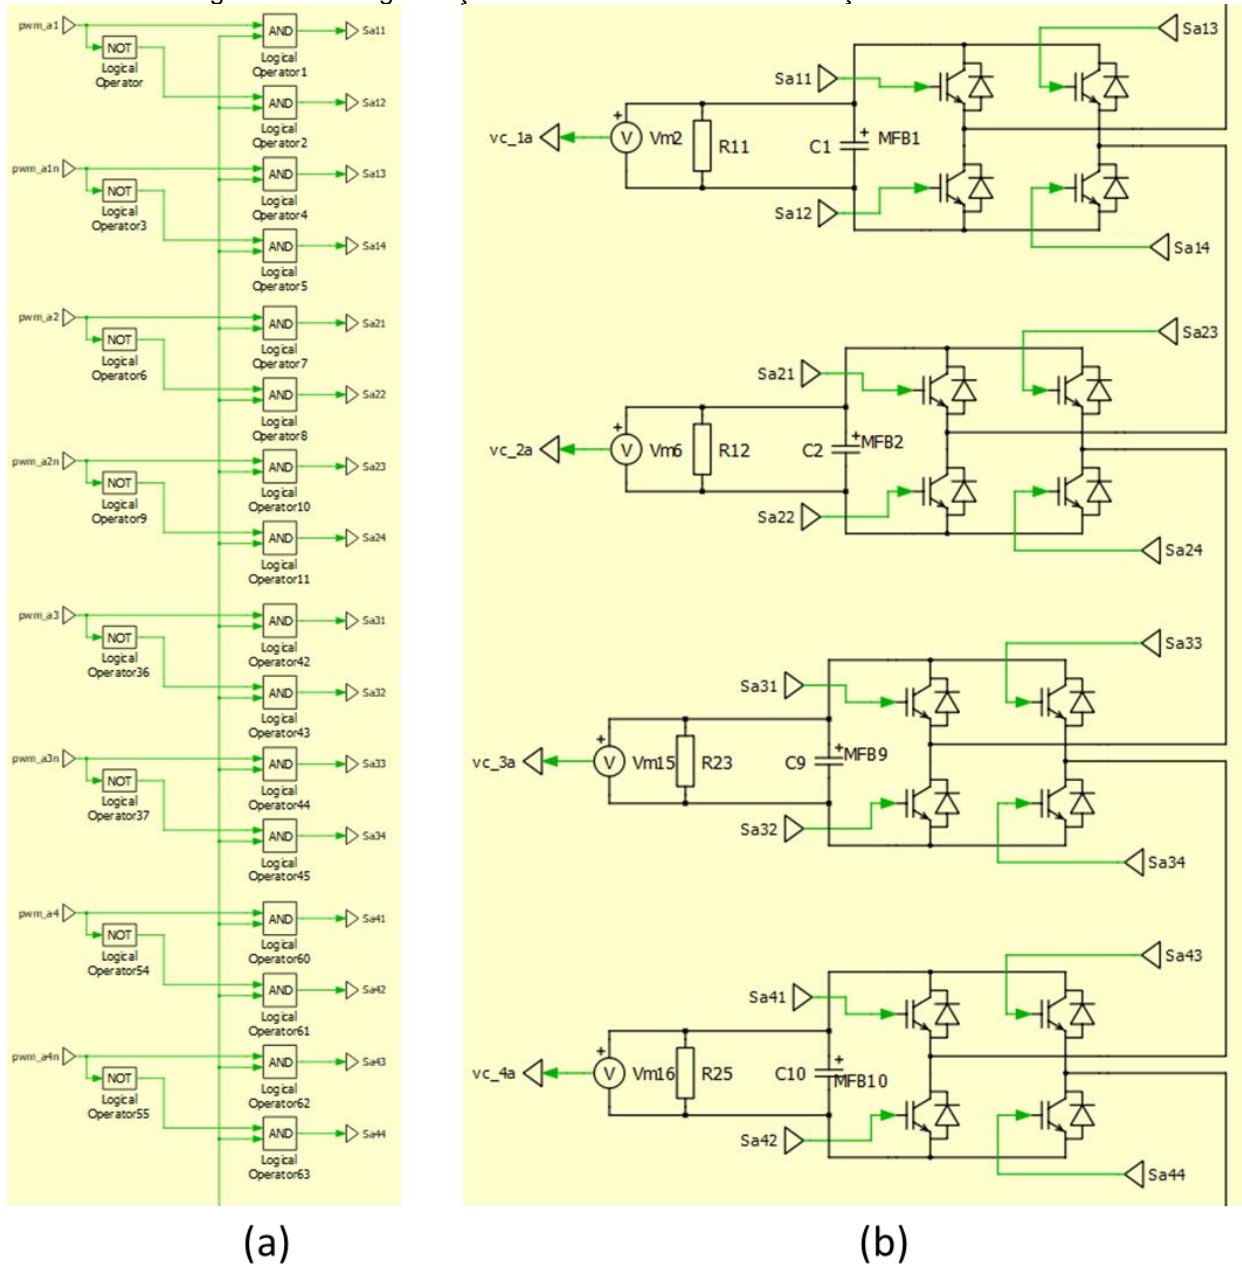 pwm_a1
AND
Sa11
NOT
Logical
Operator
Logical
Operator1
AND
Sa12
Logical
Operator2
pwm_a1n
AND
Sa13
NOT
Logical
Operator3
Logical
Operator4
AND
Sa14
Logical
Operator5
pwm_a2
AND
Sa21
NOT
Logical
Operator6
Logical
Operator7
AND
Sa22
Logical
Operator8
pwm_a2n
AND
Sa23
NOT
Logical
Operator9
Logical
Operator10
AND
Sa24
Logical
Operator11
pwm_a3
AND
Sa31
NOT
Logical
Operator36
Logical
Operator42
AND
Sa32
Logical
Operator43
pwm_a3n
AND
Sa33
NOT
Logical
Operator37
Logical
Operator44
AND
Sa34
Logical
Operator45
pwm_a4
AND
Sa41
NOT
Logical
Operator54
Logical
Operator60
AND
Sa42
Logical
Operator61
pwm_a4n
AND
Sa43
NOT
Logical
Operator55
Logical
Operator62
AND
Sa44
Logical
Operator63
(a)
Sa13
Sa11
vc_1a
+
V
Vm2
R11
C1
+
MFB1
Sa12
Sa14
Sa23
Sa21
vc_2a
+
V
Vm6
R12
C2
+
MFB2
Sa22
Sa24
Sa33
Sa31
vc_3a
+
V
Vm15
R23
C9
+
MFB9
Sa32
Sa34
Sa43
Sa41
vc_4a
+
V
Vm16
R25
C10
+
MFB10
Sa42
Sa44
(b)